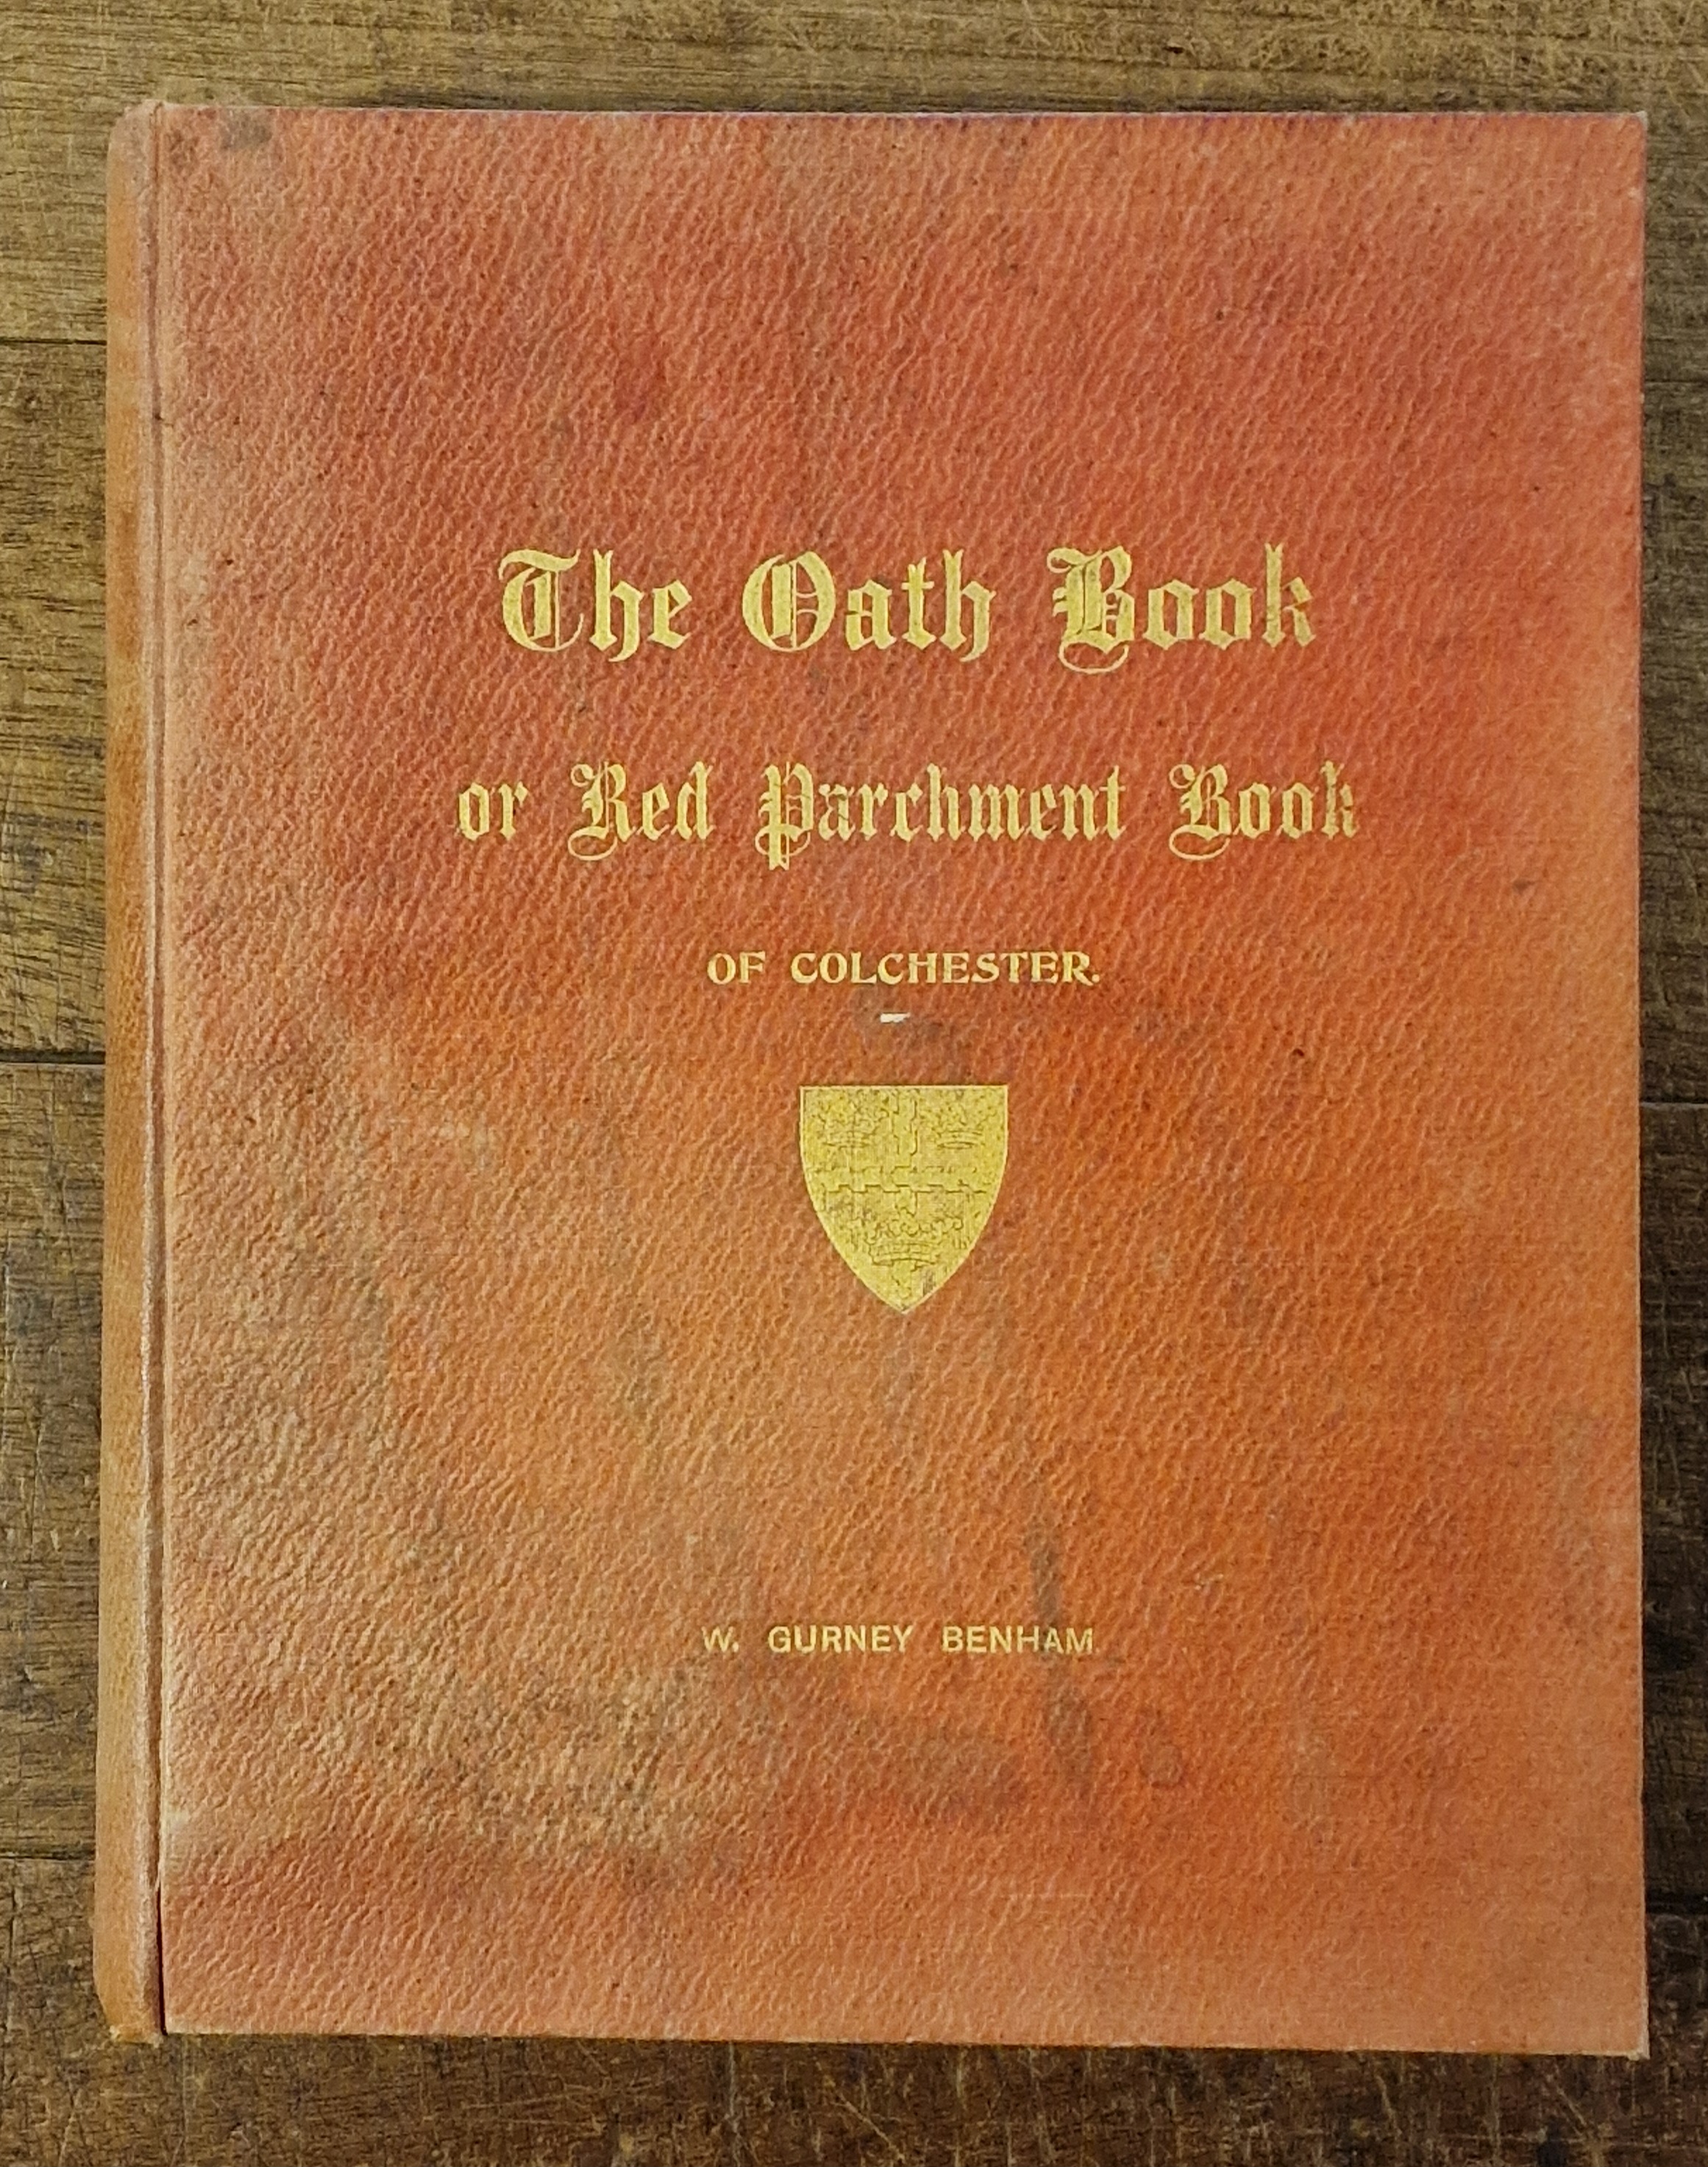 The Oath Book
or Red Parchment Book
OF COLCHESTER.
W. GURNEY BENHAM